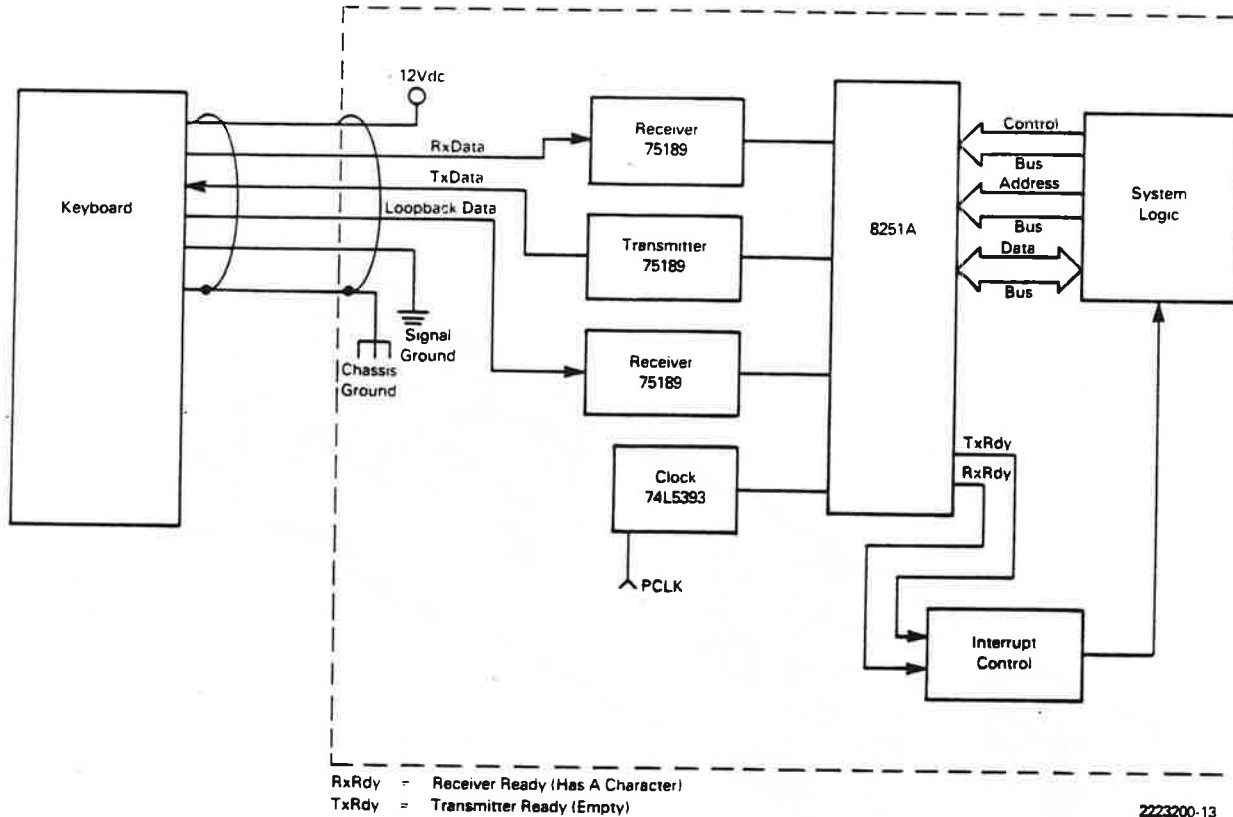 12Vdc
Keyboard
RxData
TxData
Loopback Data
Signal
Ground
Chassis
Ground
Receiver
75189
Transmitter
75189
Receiver
75189
Clock
74L5393
PCLK
8251A
Control
Bus
Address
Bus
Data
Bus
System
Logic
TxRdy
RxRdy
Interrupt
Control
RxRdy = Receiver Ready (Has A Character)
TxRdy = Transmitter Ready (Empty)
2223200-13